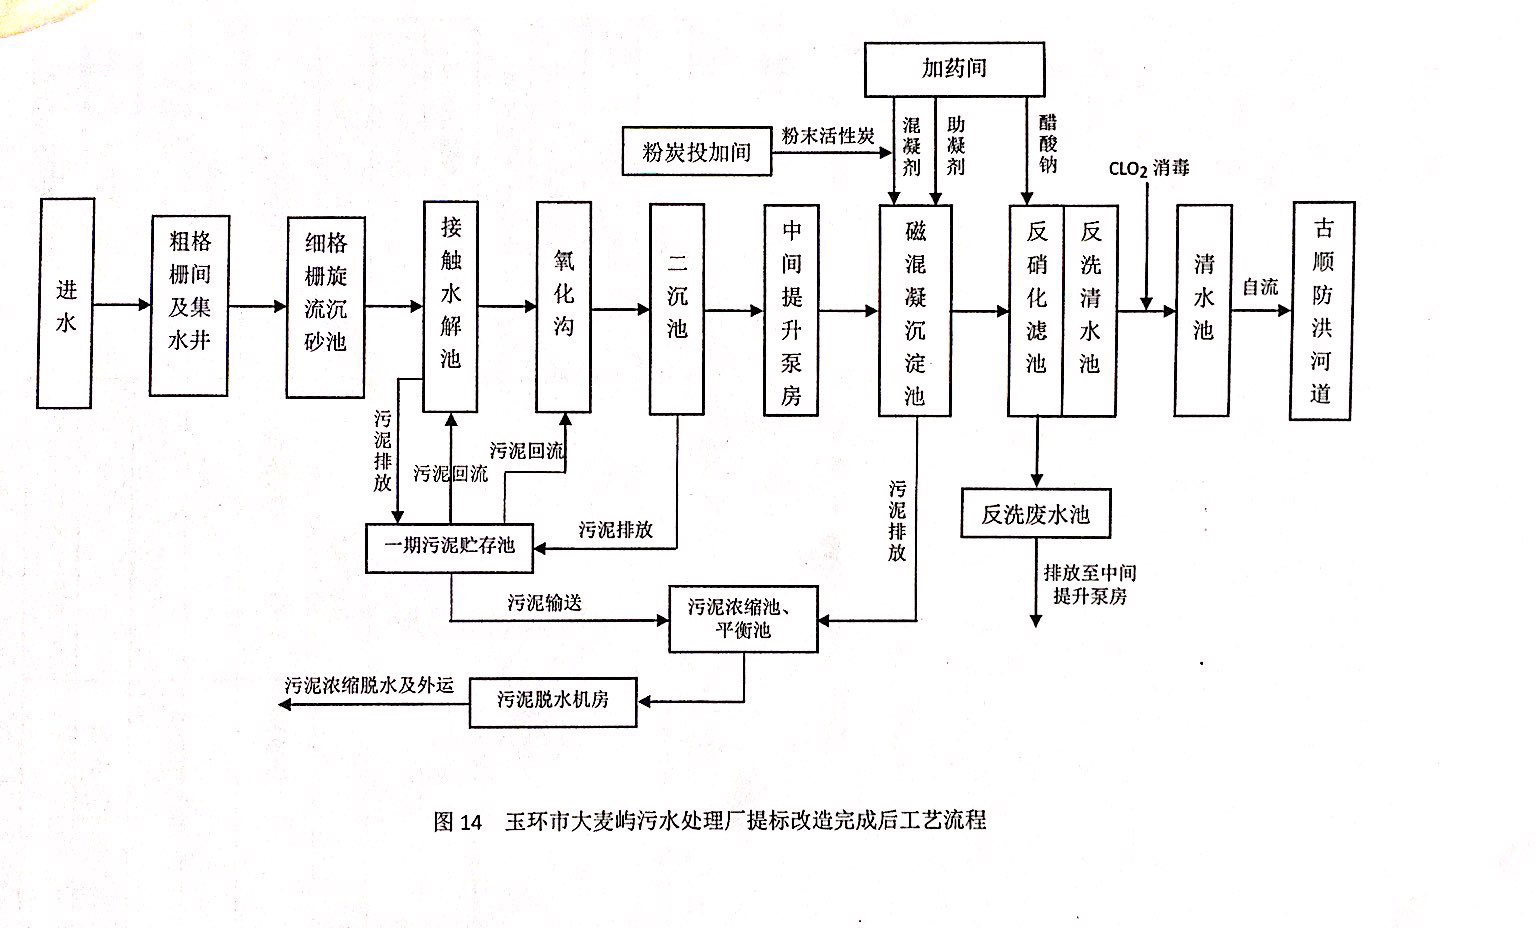 加药间
粉炭投加间
粉末活性炭
混凝剂
助凝剂
醋酸钠
CLO2 消毒
进水
粗格
栅间
及集
水井
细格
栅旋
流沉
砂池
接触水解池
氧化沟
二沉池
中间提升泵房
磁混凝沉淀池
反硝化滤池
反洗清水池
清水池
自流
古顺防洪河道
污泥排放
污泥回流
污泥回流
污泥排放
污泥排放
一期污泥贮存池
反洗废水池
排放至中间
提升泵房
污泥输送
污泥浓缩池、
平衡池
污泥浓缩脱水及外运
污泥脱水机房
图 14 玉环市大麦屿污水处理厂提标改造完成后工艺流程